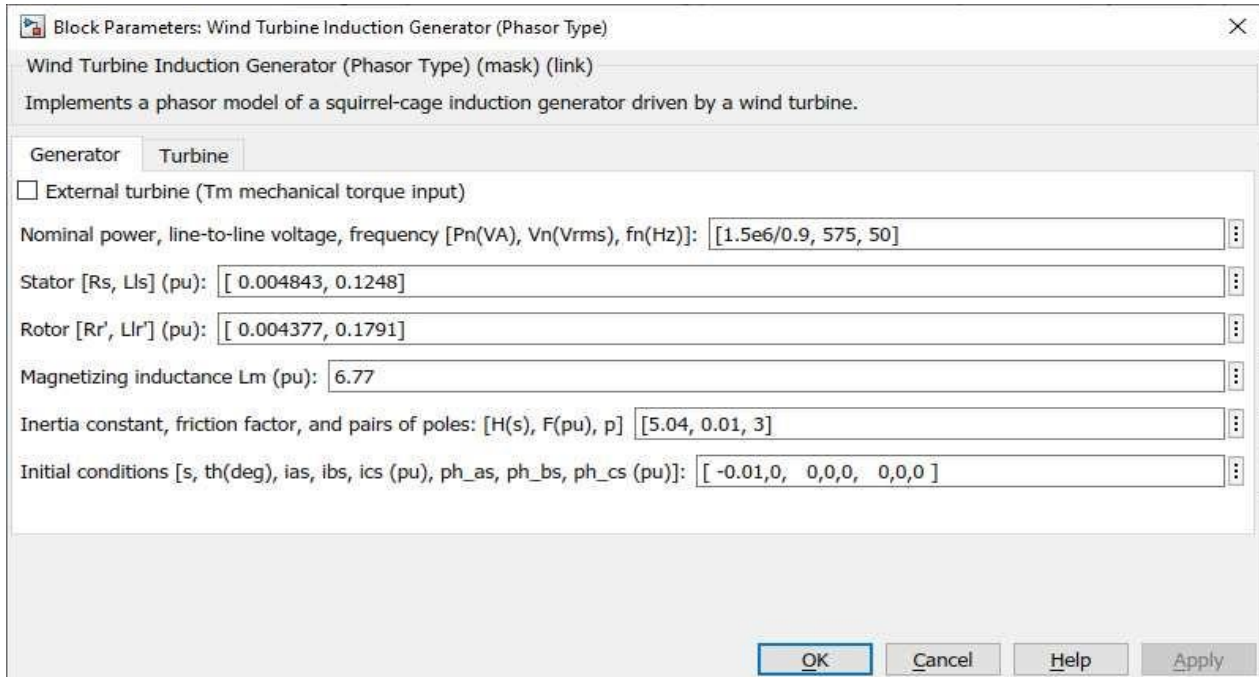 Block Parameters: Wind Turbine Induction Generator (Phasor Type)
Wind Turbine Induction Generator (Phasor Type) (mask) (link)
Implements a phasor model of a squirrel-cage induction generator driven by a wind turbine.
Generator Turbine
External turbine (Tm mechanical torque input)
Nominal power, line-to-line voltage, frequency [Pn(VA), Vn(Vrms), fn(Hz)]: [1.5e6/0.9, 575, 50]
Stator [Rs, Lls] (pu): [ 0.004843, 0.1248]
Rotor [Rr', Llr'] (pu): [ 0.004377, 0.1791]
Magnetizing inductance Lm (pu): 6.77
Inertia constant, friction factor, and pairs of poles: [H(s), F(pu), p] [5.04, 0.01, 3]
Initial conditions [s, th(deg), ias, ibs, ics (pu), ph_as, ph_bs, ph_cs (pu)]: [ -0.01,0, 0,0,0, 0,0,0 ]
OK Cancel Help Apply